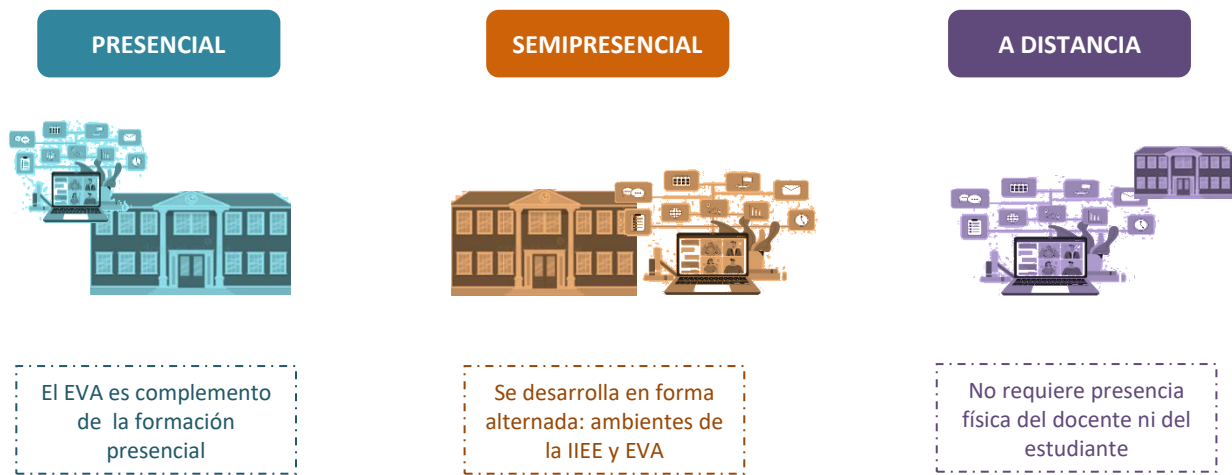 PRESENCIAL
SEMIPRESENCIAL
A DISTANCIA
El EVA es complemento
de la formación
presencial
Se desarrolla en forma
alternada: ambientes de
la IIEE y EVA
No requiere presencia
física del docente ni del
estudiante